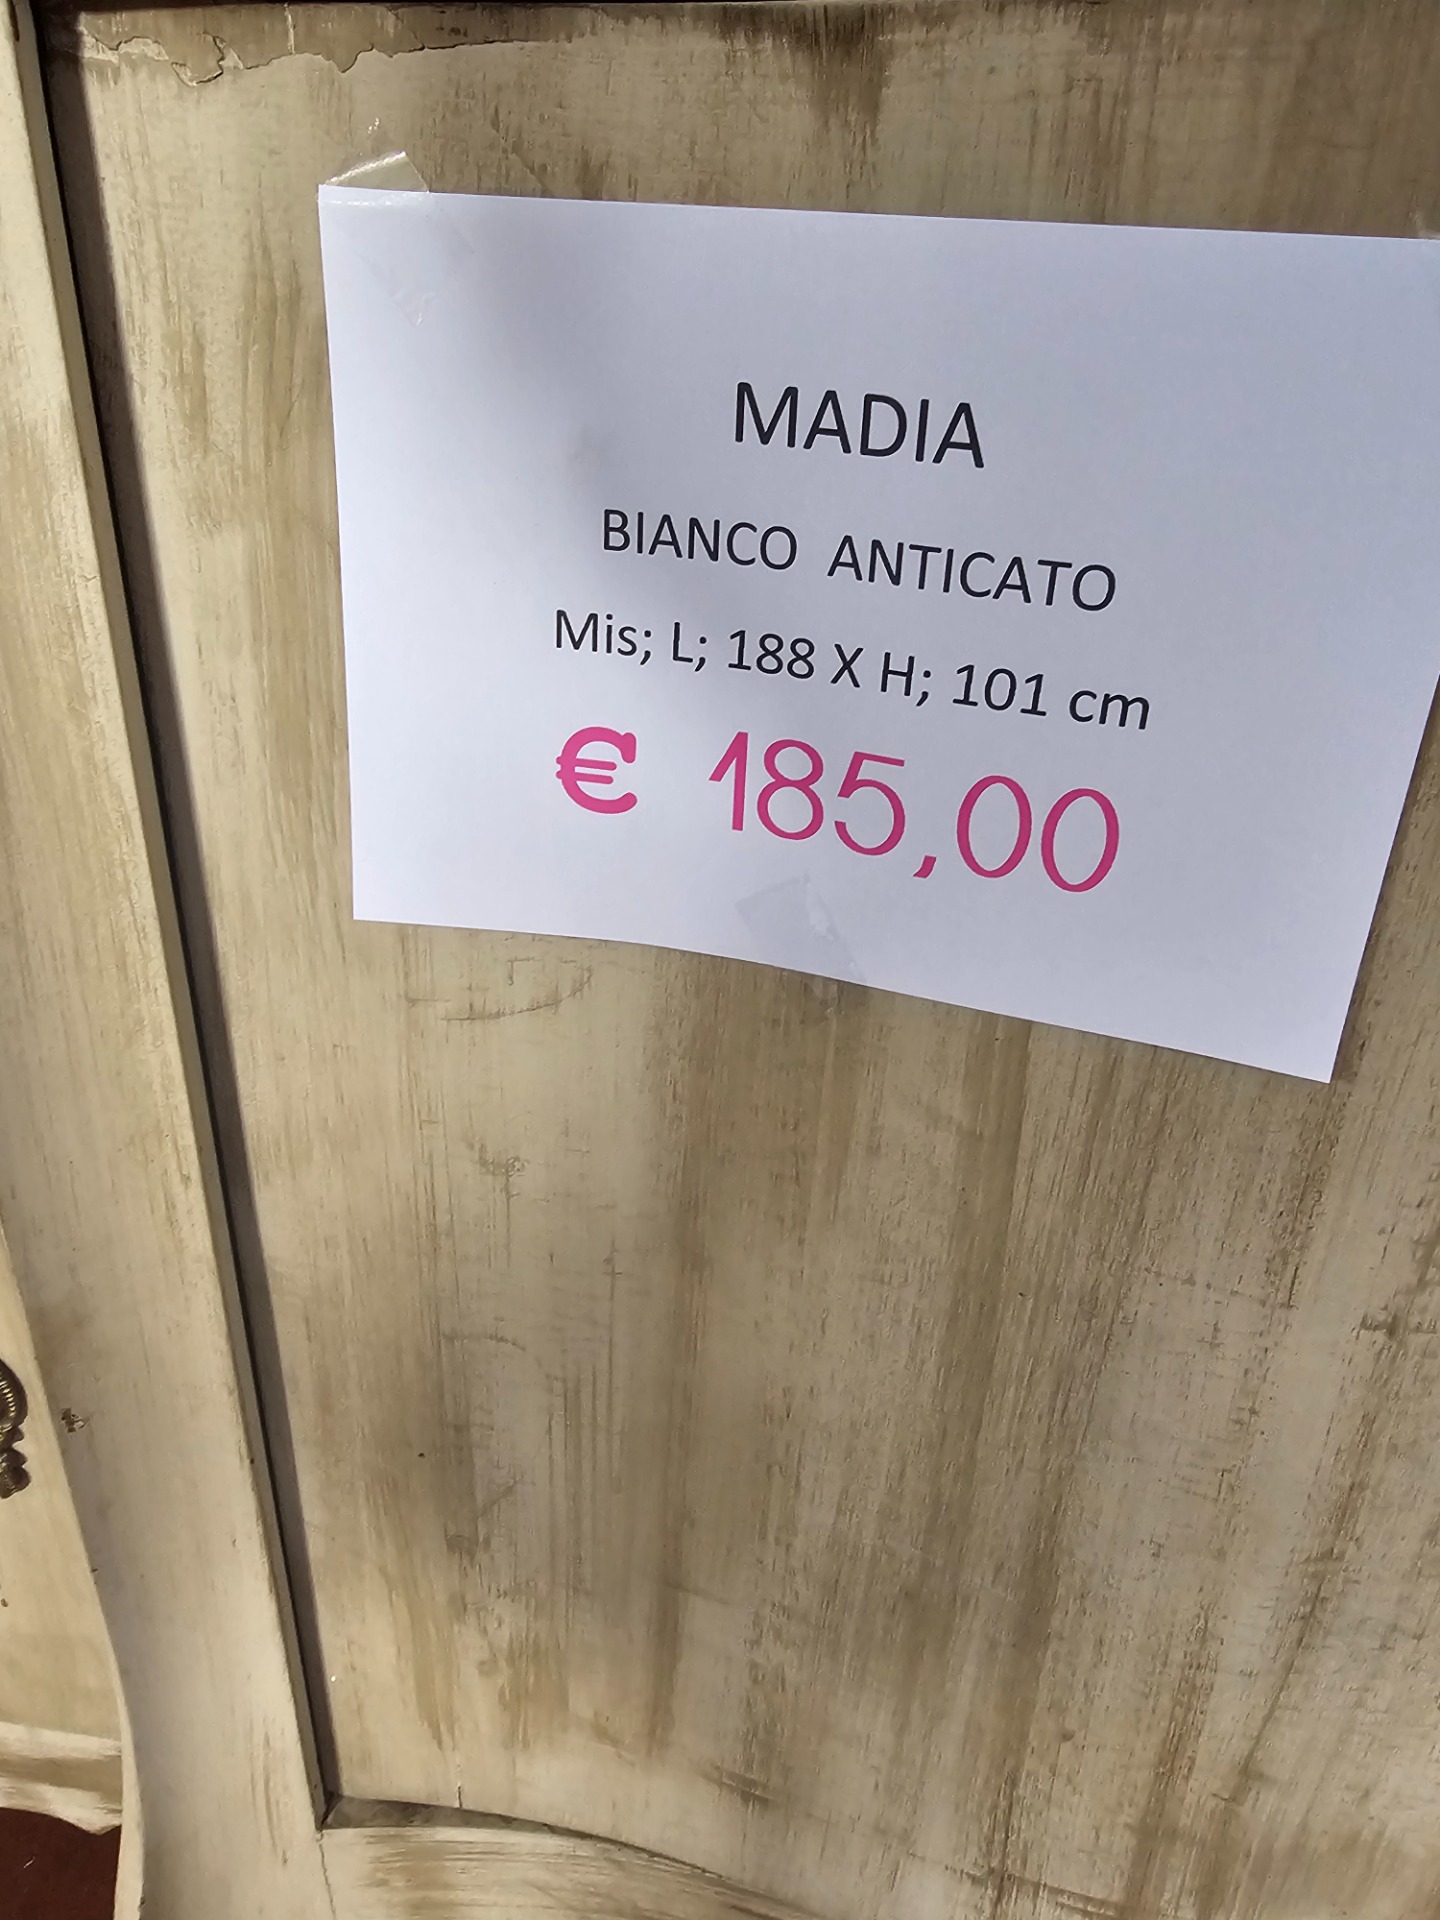 MADIA
BIANCO ANTICATO
Mis; L; 188 X H; 101 cm
€ 185,00